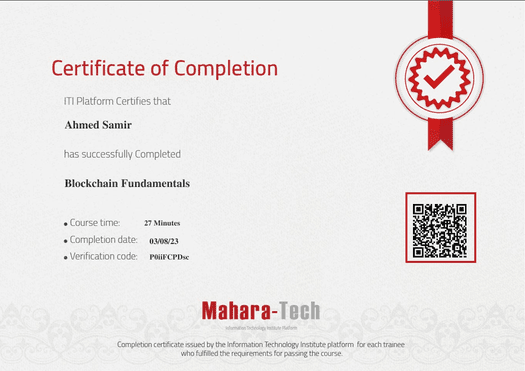 Certificate of Completion
ITI Platform Certifies that
Ahmed Samir
has successfully Completed
Blockchain Fundamentals
Course time: 27 Minutes
Completion date: 03/08/23
Verification code: P0iiFCPDsc
Mahara-Tech
Information Technology Institute Platform
Completion certificate issued by the Information Technology Institute platform for each trainee
who fulfilled the requirements for passing the course.